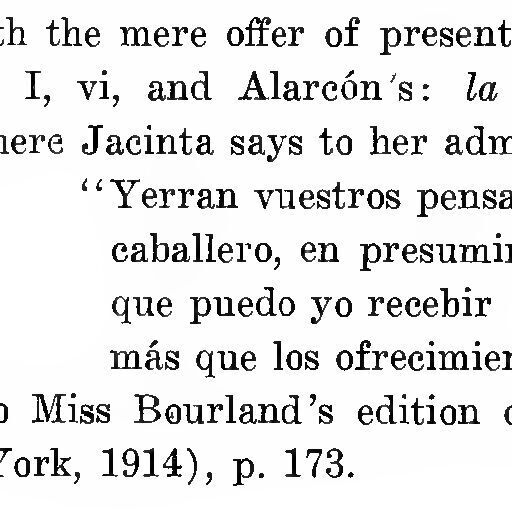 th the mere offer of present
I, vi, and Alarcón's: la
here Jacinta says to her adm
"Yerran vuestros pensa
caballero, en presumir
que puedo yo recebir
más que los ofrecimien
o Miss Bourland's edition
York, 1914), p. 173.